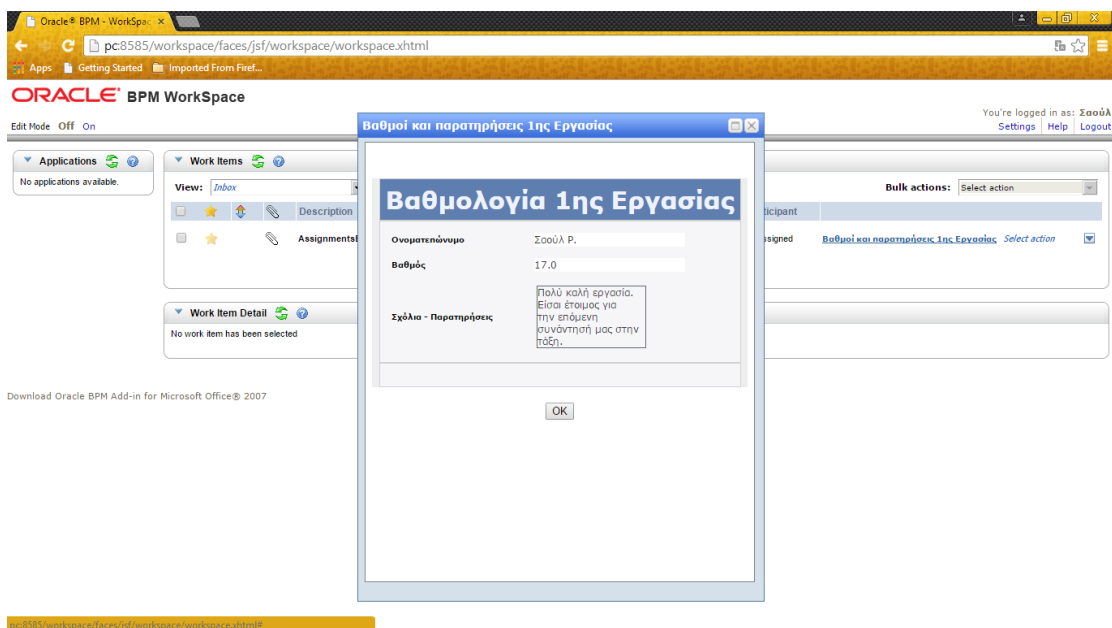 Oracle® BPM - WorkSpac
pc:8585/workspace/faces/jsf/workspace/workspace.xhtml
Apps Getting Started Imported From Firef...
ORACLE BPM WorkSpace
You're logged in as: Σαούλ
Edit Mode Off On
Settings Help Logout
Βαθμοί και παρατηρήσεις 1ης Εργασίας
Applications
No applications available.
Work Items
View: Inbox
Bulk actions: Select action
Description
ticipant
Assignments
signed
Βαθμοί και παρατηρήσεις 1ης Εργασίας Select action
Βαθμολογία 1ης Εργασίας
Ονοματεπώνυμο Σαούλ Ρ.
Βαθμός 17.0
Σχόλια - Παρατηρήσεις
Πολύ καλή εργασία.
Είσαι έτοιμος για
την επόμενη
συνάντησή μας στην
τάξη.
OK
Work Item Detail
No work item has been selected
Download Oracle BPM Add-in for Microsoft Office® 2007
pc:8585/workspace/faces/jsf/workspace/workspace.xhtml#